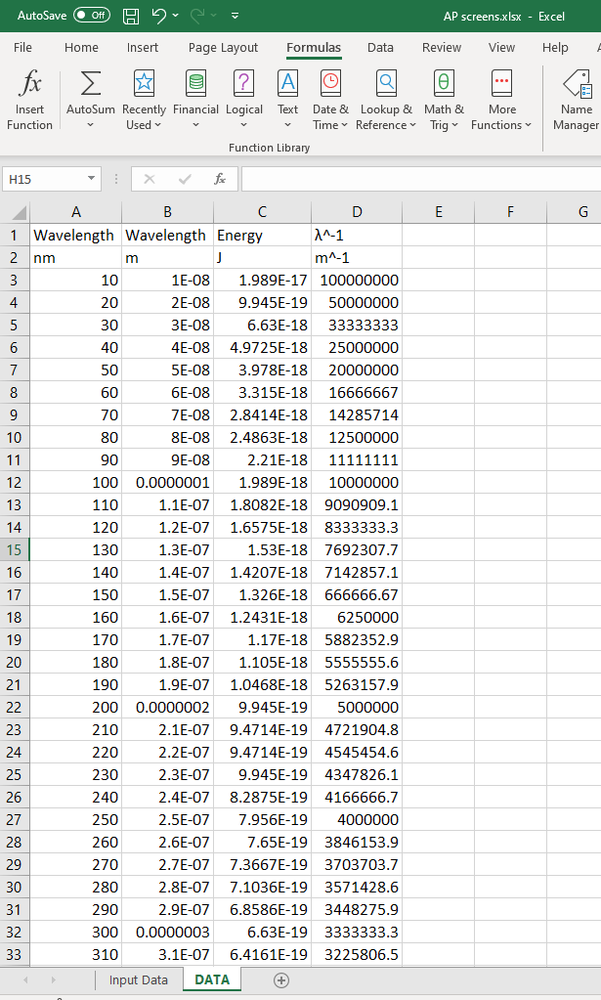 AutoSave Off AP screens.xlsx - Excel
File Home Insert Page Layout Formulas Data Review View Help
fx Σ ? A θ
Insert Function AutoSum Recently Used Financial Logical Text Date & Time Lookup & Reference Math & Trig More Functions Name Manager
Function Library
H15 fx
A B C D E F G
1 Wavelength Wavelength Energy λ^-1
2 nm m J m^-1
3 10 1E-08 1.989E-17 100000000
4 20 2E-08 9.945E-19 50000000
5 30 3E-08 6.63E-18 33333333
6 40 4E-08 4.9725E-18 25000000
7 50 5E-08 3.978E-18 20000000
8 60 6E-08 3.315E-18 16666667
9 70 7E-08 2.8414E-18 14285714
10 80 8E-08 2.4863E-18 12500000
11 90 9E-08 2.21E-18 11111111
12 100 0.0000001 1.989E-18 10000000
13 110 1.1E-07 1.8082E-18 9090909.1
14 120 1.2E-07 1.6575E-18 8333333.3
15 130 1.3E-07 1.53E-18 7692307.7
16 140 1.4E-07 1.4207E-18 7142857.1
17 150 1.5E-07 1.326E-18 666666.67
18 160 1.6E-07 1.2431E-18 6250000
19 170 1.7E-07 1.17E-18 5882352.9
20 180 1.8E-07 1.105E-18 5555555.6
21 190 1.9E-07 1.0468E-18 5263157.9
22 200 0.0000002 9.945E-19 5000000
23 210 2.1E-07 9.4714E-19 4721904.8
24 220 2.2E-07 9.4714E-19 4545454.6
25 230 2.3E-07 9.945E-19 4347826.1
26 240 2.4E-07 8.2875E-19 4166666.7
27 250 2.5E-07 7.956E-19 4000000
28 260 2.6E-07 7.65E-19 3846153.9
29 270 2.7E-07 7.3667E-19 3703703.7
30 280 2.8E-07 7.1036E-19 3571428.6
31 290 2.9E-07 6.8586E-19 3448275.9
32 300 0.0000003 6.63E-19 3333333.3
33 310 3.1E-07 6.4161E-19 3225806.5
Input Data DATA